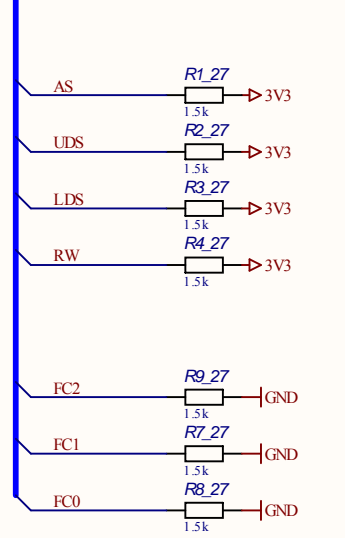 R1_27
AS
3V3
1.5k
R2_27
UDS
3V3
1.5k
R3_27
LDS
3V3
1.5k
R4_27
RW
3V3
1.5k
R9_27
FC2
GND
1.5k
R7_27
FC1
GND
1.5k
R8_27
FC0
GND
1.5k